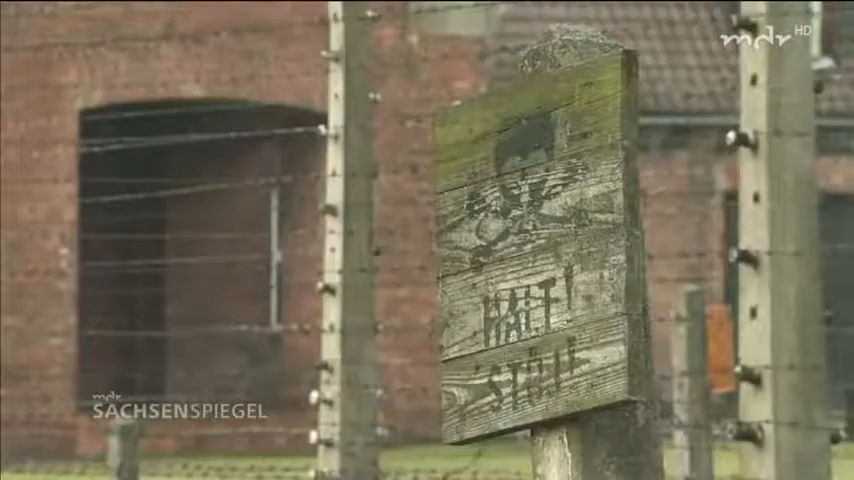 mdr HD
HALT!
STÓJ!
mdr
SACHSENSPIEGEL